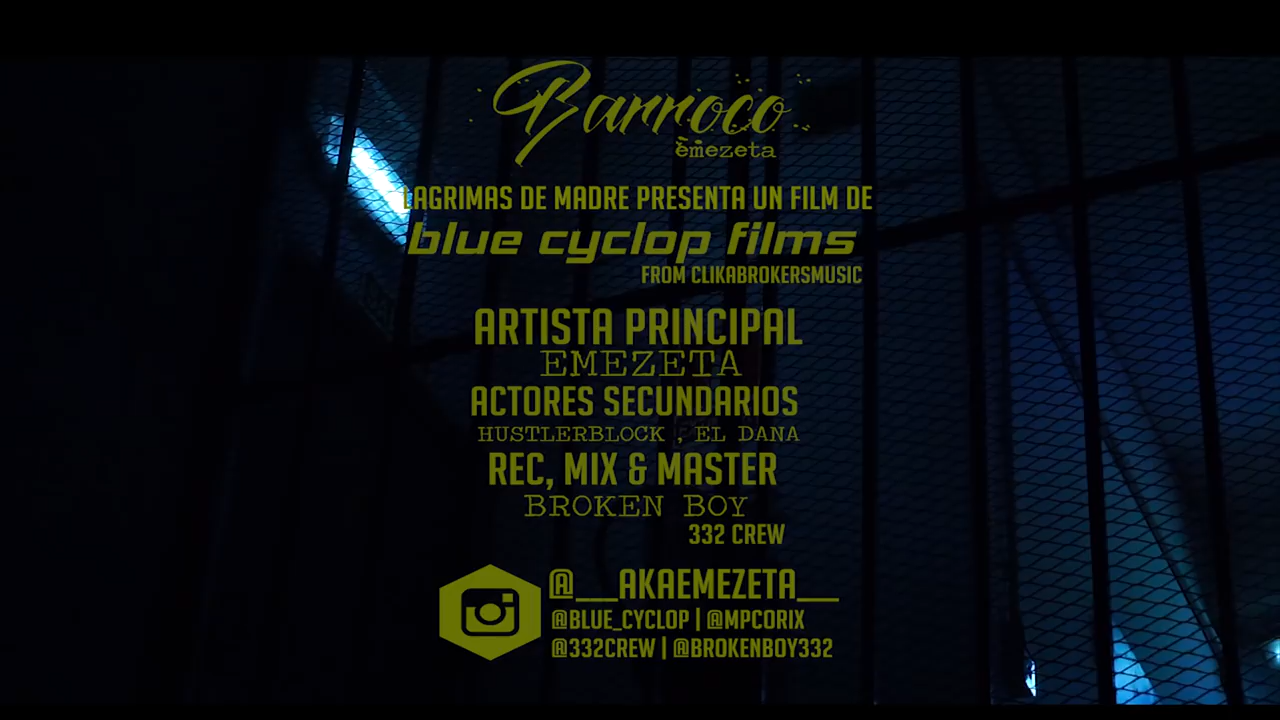 Barroco
emezeta
LAGRIMAS DE MADRE PRESENTA UN FILM DE
blue cyclop films
FROM CLIKABROKERSMUSIC
ARTISTA PRINCIPAL
EMEZETA
ACTORES SECUNDARIOS
HUSTLERBLOCK , EL DANA
REC, MIX & MASTER
BROKEN BOY
332 CREW
@___AKAEMEZETA__
@BLUE_CYCLOP | @MPCORIX
@332CREW | @BROKENBOY332